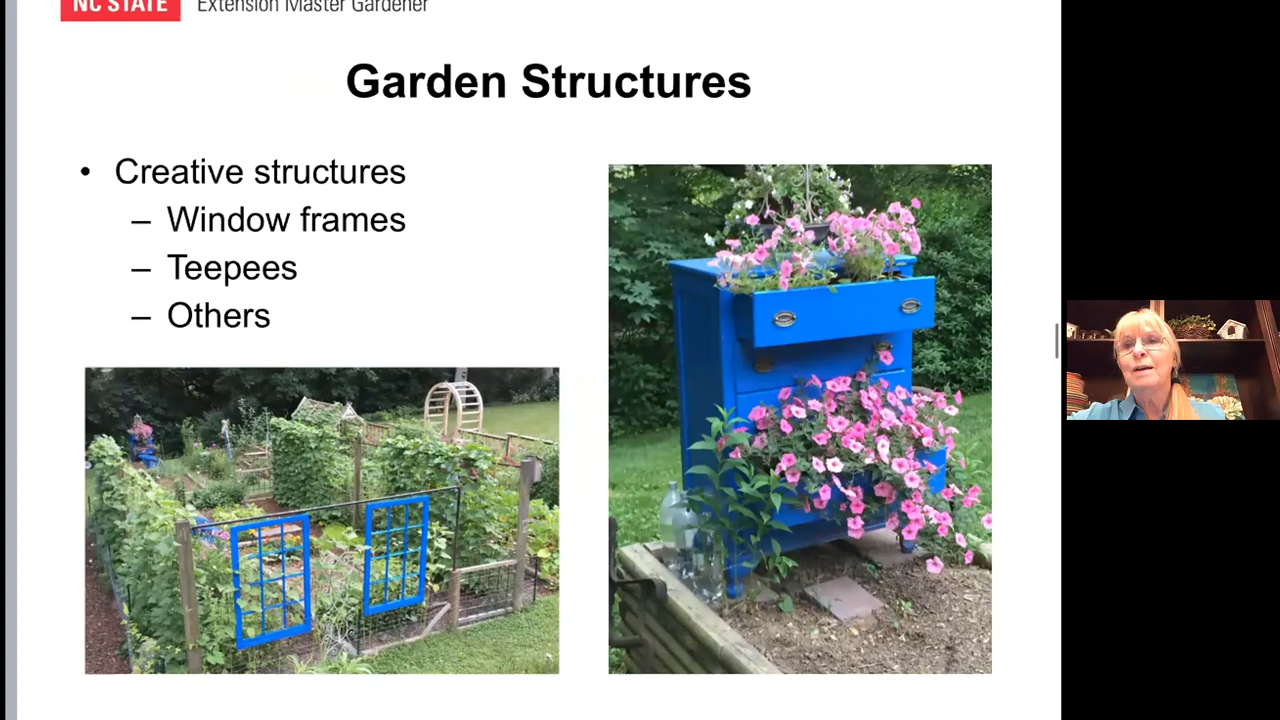 NC STATE Extension Master Gardener
Garden Structures
• Creative structures
– Window frames
– Teepees
– Others